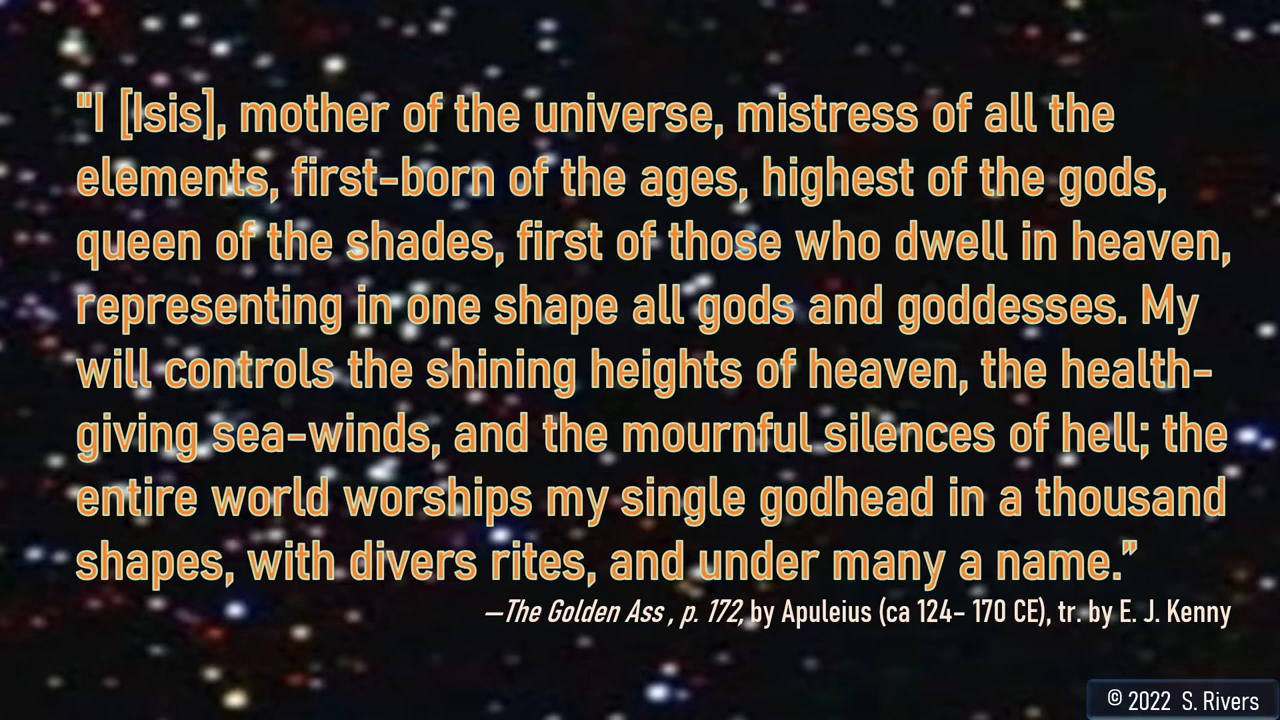 "I [Isis], mother of the universe, mistress of all the
elements, first-born of the ages, highest of the gods,
queen of the shades, first of those who dwell in heaven,
representing in one shape all gods and goddesses. My
will controls the shining heights of heaven, the health-
giving sea-winds, and the mournful silences of hell; the
entire world worships my single godhead in a thousand
shapes, with divers rites, and under many a name.”
—The Golden Ass , p. 172, by Apuleius (ca 124– 170 CE), tr. by E. J. Kenny
© 2022 S. Rivers